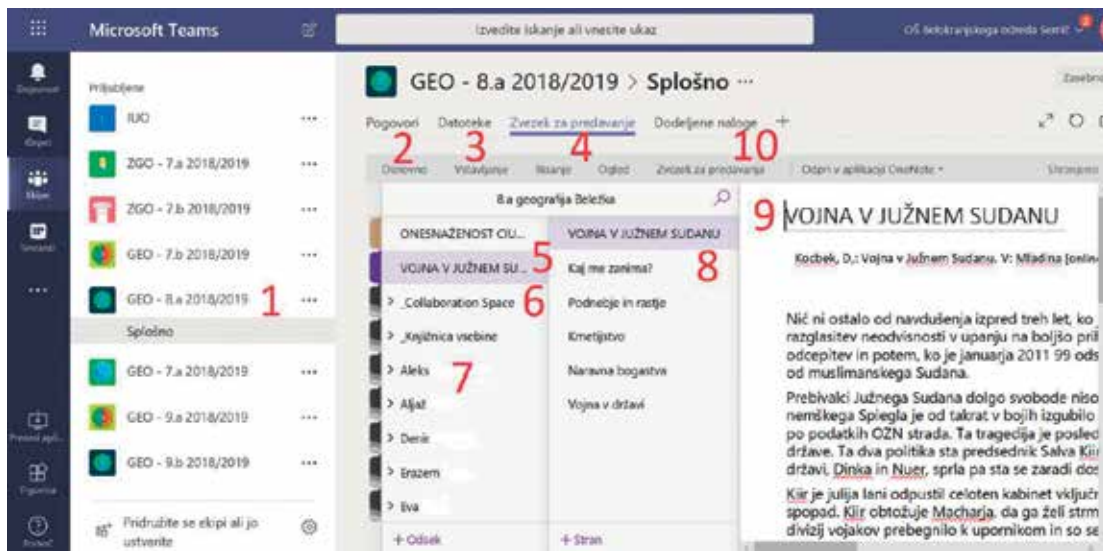 Microsoft Teams
Izvedite iskanje ali vnesite ukaz
OŠ Belokranjskega odreda Semič
Priljubljene
IUO
ZGO - 7.a 2018/2019
ZGO - 7.b 2018/2019
GEO - 7.b 2018/2019
GEO - 8.a 2018/2019
1
Splošno
GEO - 7.a 2018/2019
GEO - 9.a 2018/2019
GEO - 9.b 2018/2019
Pridružite se ekipi ali jo
ustvarite
GEO - 8.a 2018/2019 > Splošno ...
Zasebno
Pogovori Datoteke Zvezek za predavanje Dodeljene naloge +
2 3 4 10
Osnovno Vstavljanje Risanje Ogled Zvezek za predavanja Odpri v aplikaciji OneNote
8.a geografija Beležka
ONESNAŽENOST OZ...
VOJNA V JUŽNEM SU... 5
> _Collaboration Space 6
> _Knjižnica vsebine
> Aleks 7
> Aljaž
> Denis
> Erazem
> Eva
+ Odsek
VOJNA V JUŽNEM SUDANU
Kaj me zanima? 8
Podnebje in rastje
Kmetijstvo
Naravna bogastva
Vojna v državi
+ Stran
9 VOJNA V JUŽNEM SUDANU
Kocbek, D.: Vojna v Južnem Sudanu. V: Mladina [online
Nič ni ostalo od navdušenja izpred treh let, ko
razglasitev neodvisnosti v upanju na boljšo pri
odcepitev in potem, ko je januarja 2011 99 ods
od muslimanskega Sudana.
Prebivalci Južnega Sudana dolgo svobode niso
nemškega Spiegla je od takrat v bojih izgubilo
po podatkih OZN strada. Ta tragedija je posled
države. Ta dva politika sta predsednik Salva Kiir
državi, Dinka in Nuer, sprla pa sta se zaradi dos
Kiir je julija lani odpustil celoten kabinet vključn
spopad. Kiir obtožuje Macharja, da ga želi strm
divizij vojakov prebegnilo k upornikom in so se